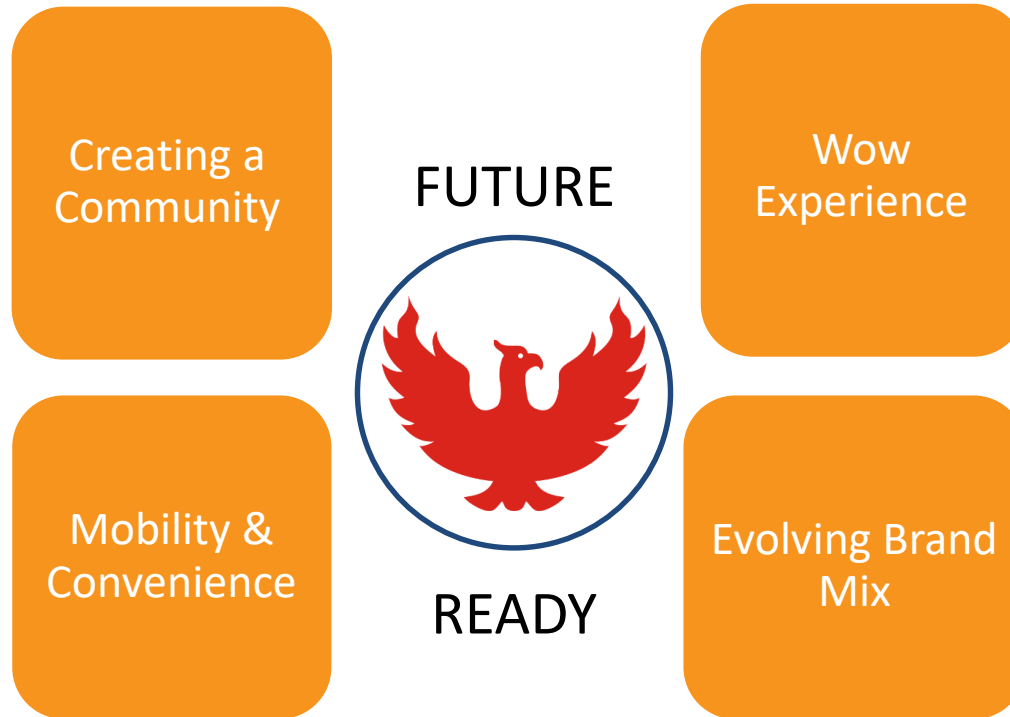 Creating a
Community
FUTURE
Wow
Experience
Mobility &
Convenience
READY
Evolving Brand
Mix